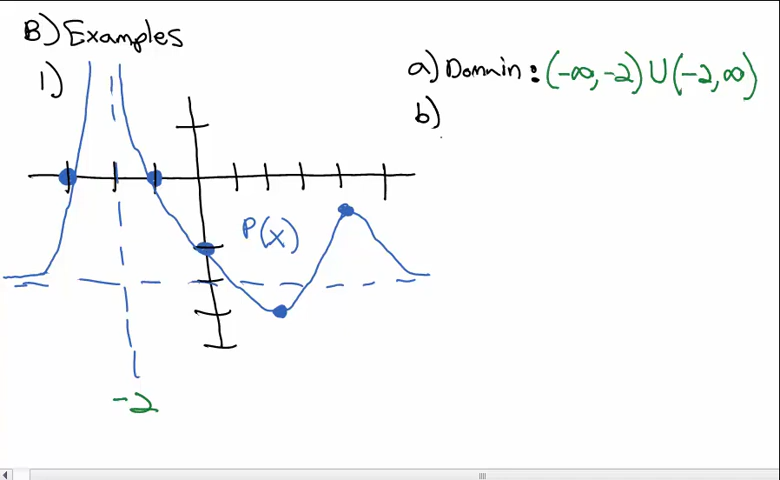 B) Examples
1)
P(x)
-2
a) Domain: (-∞, -2) U (-2, ∞)
b)